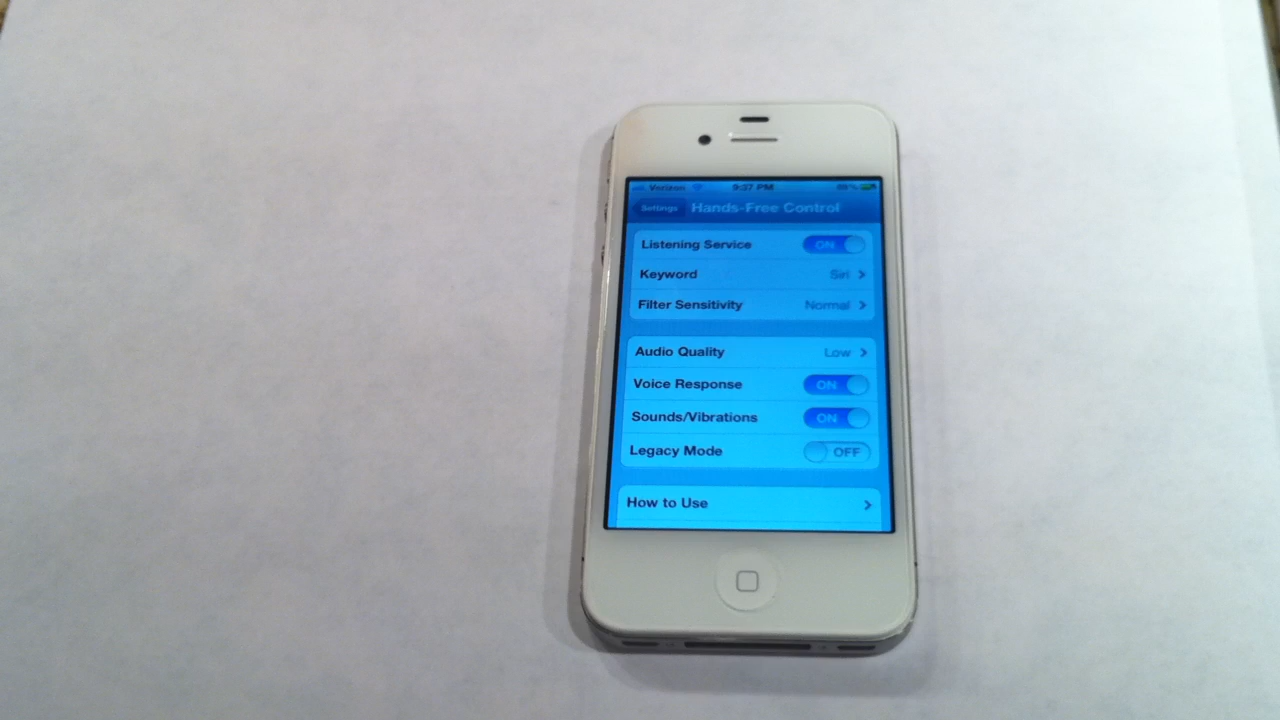 Verizon 9:37 PM
Settings Hands-Free Control
Listening Service ON
Keyword Siri
Filter Sensitivity Normal
Audio Quality Low
Voice Response ON
Sounds/Vibrations ON
Legacy Mode OFF
How to Use